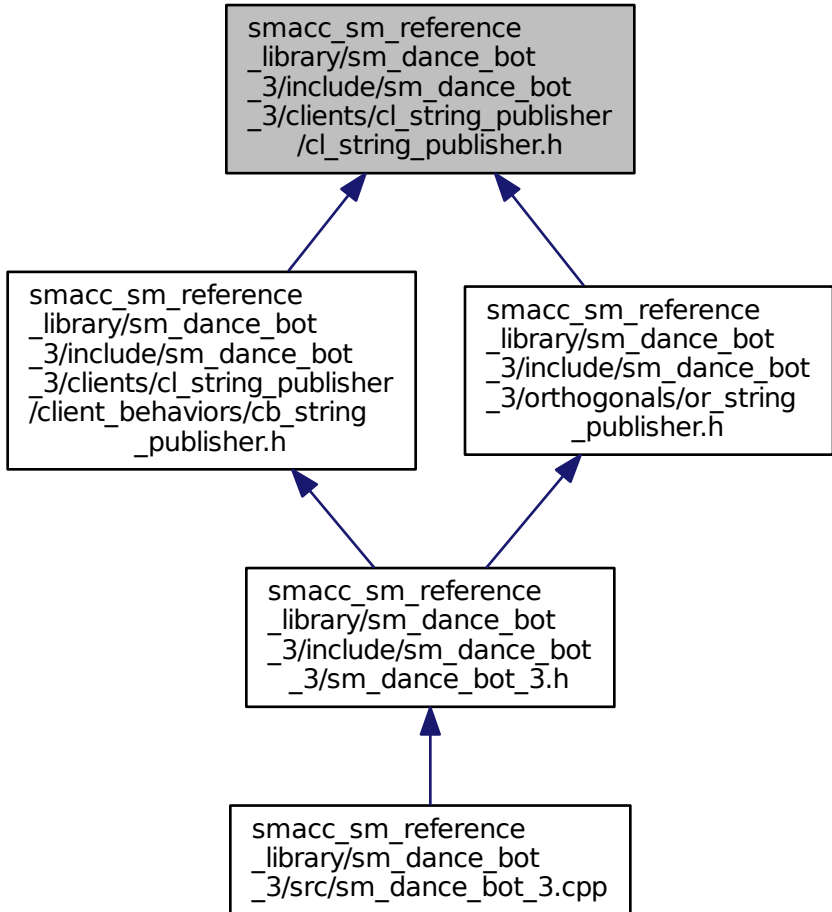 smacc_sm_reference
_library/sm_dance_bot
_3/include/sm_dance_bot
_3/clients/cl_string_publisher
/cl_string_publisher.h
smacc_sm_reference
_library/sm_dance_bot
_3/include/sm_dance_bot
_3/clients/cl_string_publisher
/client_behaviors/cb_string
_publisher.h
smacc_sm_reference
_library/sm_dance_bot
_3/include/sm_dance_bot
_3/orthogonals/or_string
_publisher.h
smacc_sm_reference
_library/sm_dance_bot
_3/include/sm_dance_bot
_3/sm_dance_bot_3.h
smacc_sm_reference
_library/sm_dance_bot
_3/src/sm_dance_bot_3.cpp